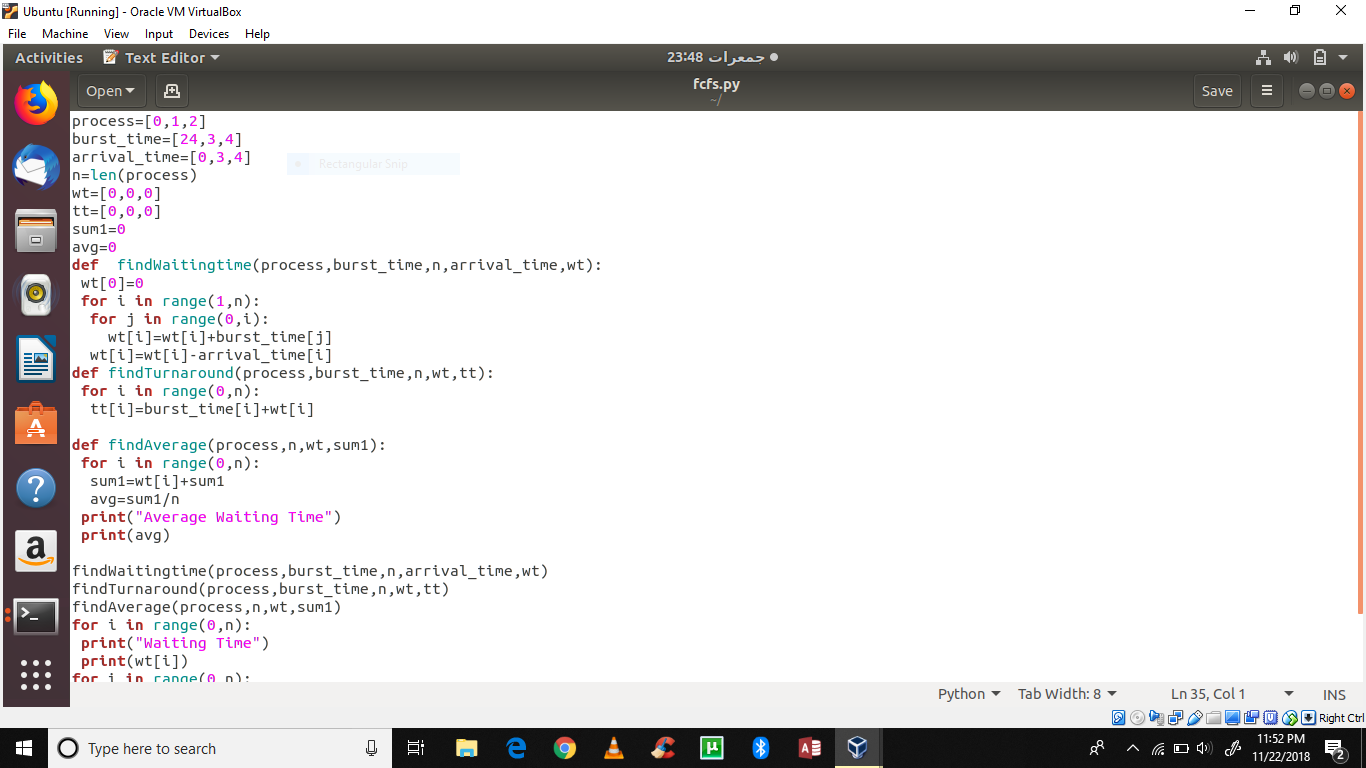 Ubuntu [Running] - Oracle VM VirtualBox
File Machine View Input Devices Help
Activities Text Editor 23:48 جمعرات
Open fcfs.py Save
~/
process=[0,1,2]
burst_time=[24,3,4]
arrival_time=[0,3,4]
Rectangular Snip
n=len(process)
wt=[0,0,0]
tt=[0,0,0]
sum1=0
avg=0
def  findWaitingtime(process,burst_time,n,arrival_time,wt):
 wt[0]=0
 for i in range(1,n):
  for j in range(0,i):
    wt[i]=wt[i]+burst_time[j]
  wt[i]=wt[i]-arrival_time[i]
def findTurnaround(process,burst_time,n,wt,tt):
 for i in range(0,n):
  tt[i]=burst_time[i]+wt[i]
def findAverage(process,n,wt,sum1):
 for i in range(0,n):
  sum1=wt[i]+sum1
  avg=sum1/n
 print("Average Waiting Time")
 print(avg)
findWaitingtime(process,burst_time,n,arrival_time,wt)
findTurnaround(process,burst_time,n,wt,tt)
findAverage(process,n,wt,sum1)
for i in range(0,n):
 print("Waiting Time")
 print(wt[i])
for i in range(0,n):
Python Tab Width: 8 Ln 35, Col 1 INS
Right Ctrl
Type here to search
11:52 PM
11/22/2018
2